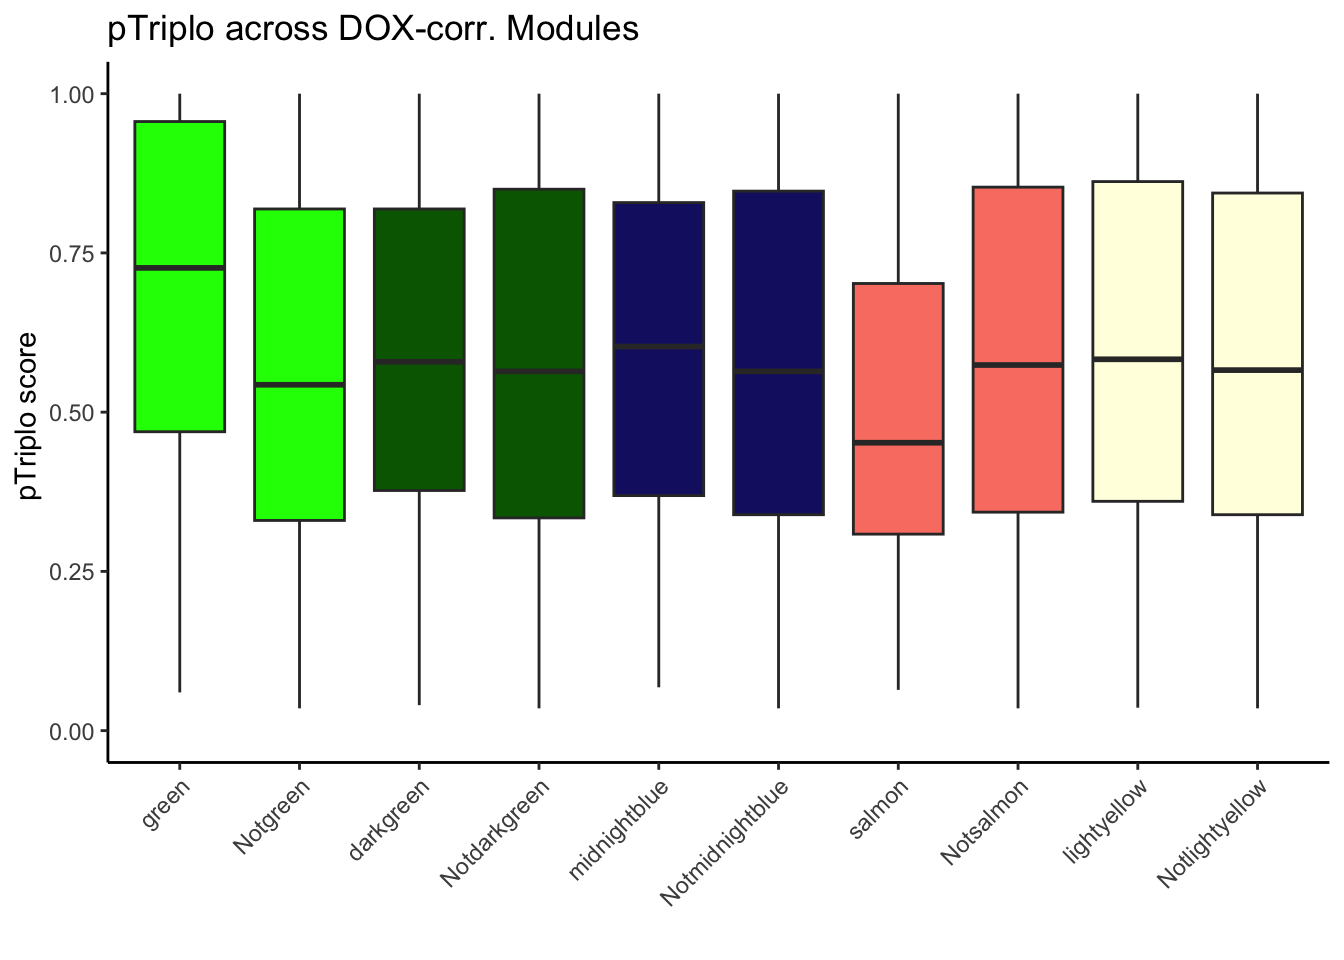 pTriplo across DOX-corr. Modules
pTriplo score
1.00
0.75
0.50
0.25
0.00
green
Notgreen
darkgreen
Notdarkgreen
midnightblue
Notmidnightblue
salmon
Notsalmon
lightyellow
Notlightyellow